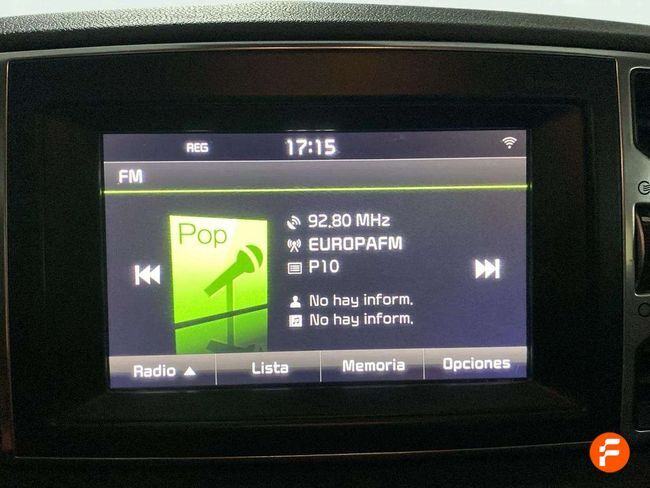 REG 17:15
FM
Pop
92.80 MHz
EUROPAFM
P10
No hay inform.
No hay inform.
Radio ▲ Lista Memoria Opciones